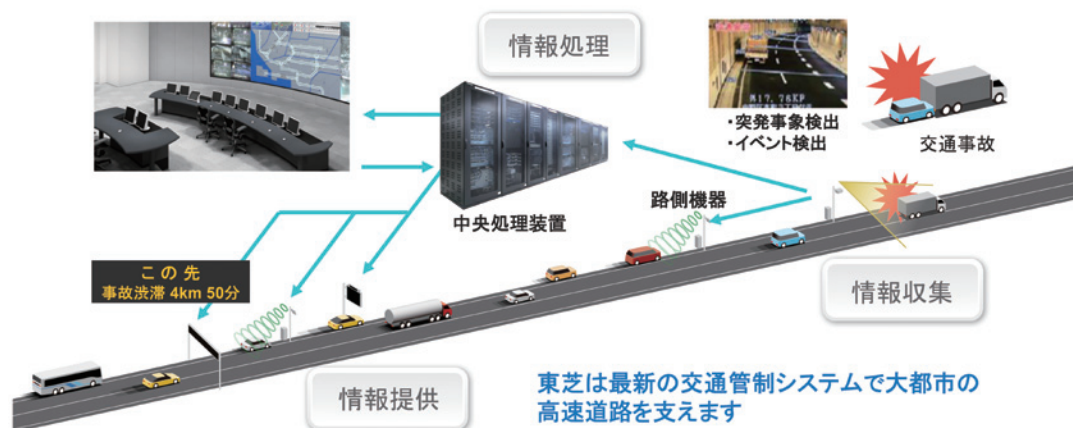 情報処理
M17.76KP
・突発事象検出
・イベント検出
交通事故
中央処理装置
路側機器
この先
事故渋滞 4km 50分
情報収集
情報提供
東芝は最新の交通管制システムで大都市の
高速道路を支えます